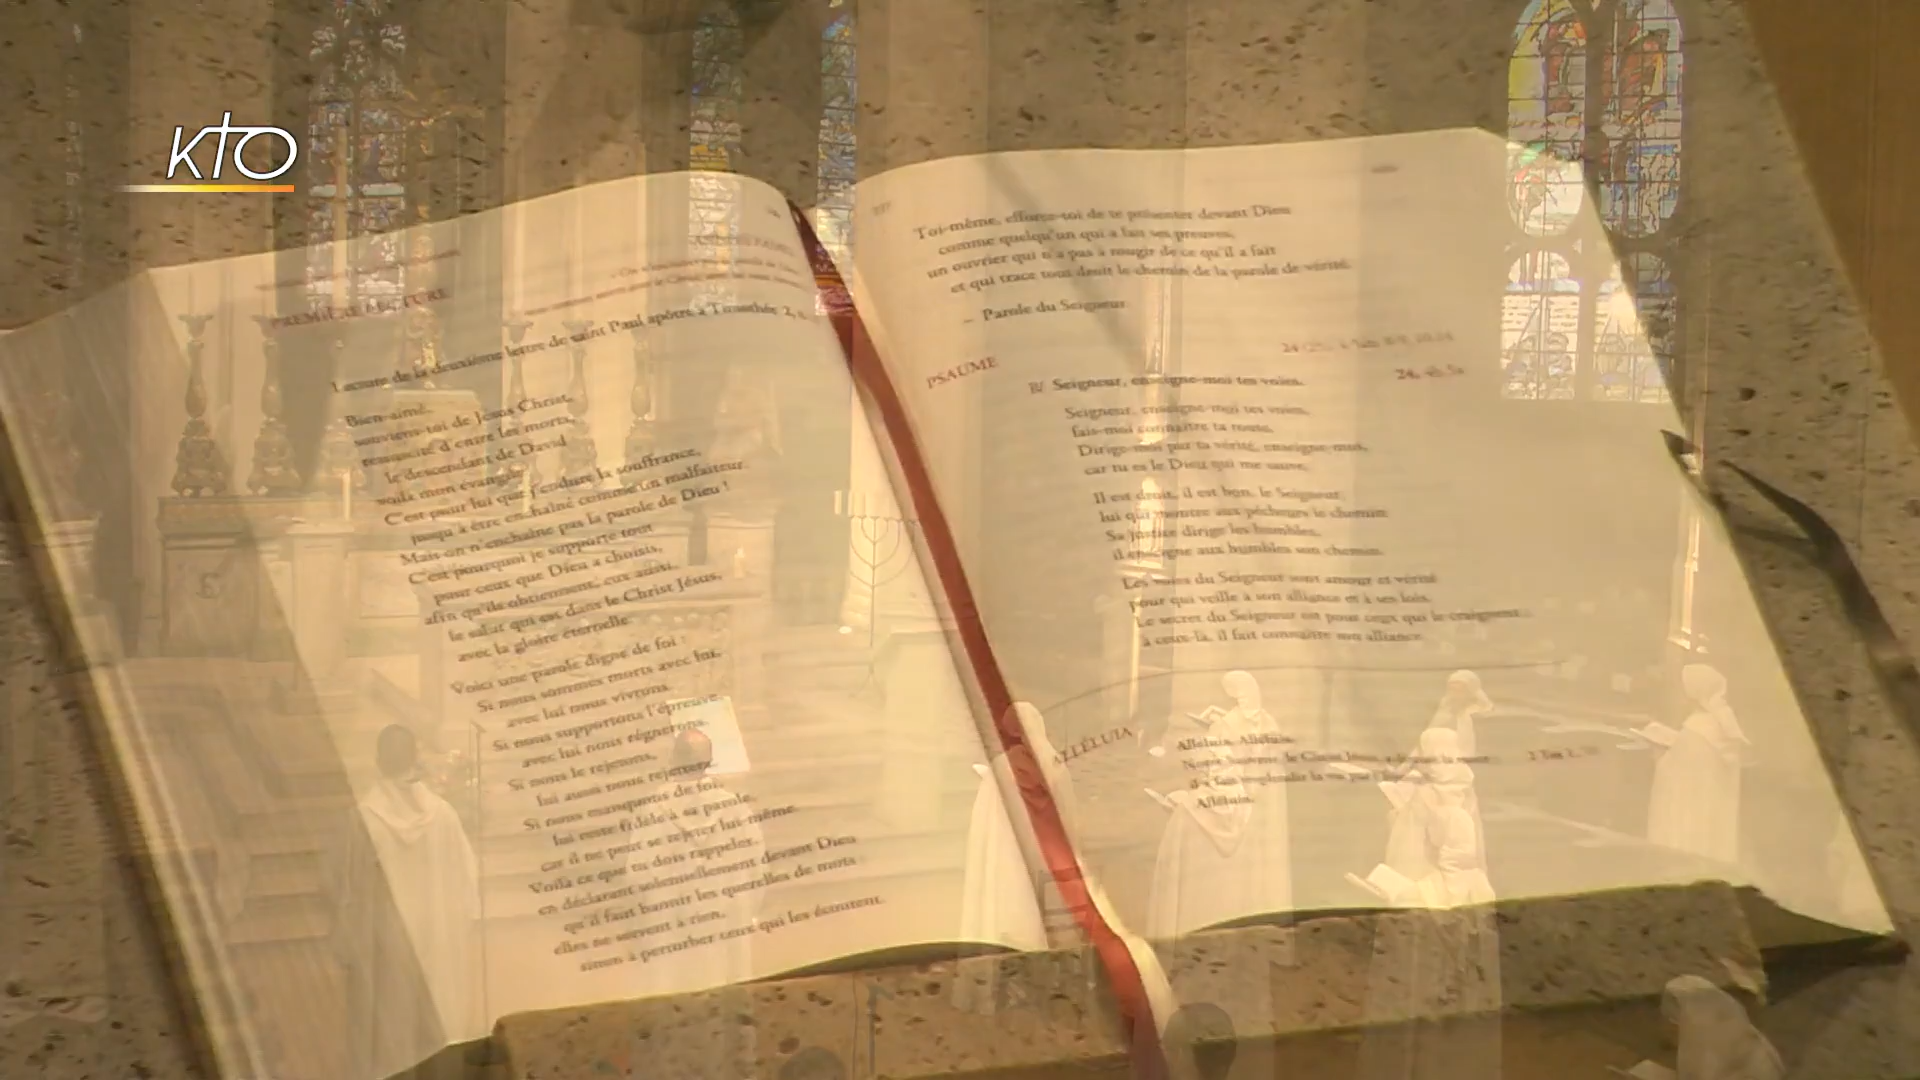 KTO
PREMIÈRE LECTURE
Lecture de la deuxième lettre de saint Paul apôtre à Timothée 2,
Bien-aimé,
souviens-toi de Jésus Christ,
ressuscité d'entre les morts,
le descendant de David
voilà mon évangile.
C'est pour lui que j'endure la souffrance,
jusqu'à être enchaîné comme un malfaiteur.
Mais on n'enchaîne pas la parole de Dieu !
C'est pourquoi je supporte tout
pour ceux que Dieu a choisis,
afin qu'ils obtiennent, eux aussi,
le salut qui est dans le Christ Jésus,
avec la gloire éternelle.
Voici une parole digne de foi :
Si nous sommes morts avec lui,
avec lui nous vivrons.
Si nous supportons l'épreuve,
avec lui nous régnerons.
Si nous le rejetons,
lui aussi nous rejettera.
Si nous manquons de foi,
lui reste fidèle à sa parole,
car il ne peut se rejeter lui-même.
Voilà ce que tu dois rappeler,
en déclarant solennellement devant Dieu
qu'il faut bannir les querelles de mots :
elles ne servent à rien,
sinon à perturber ceux qui les écoutent.
Toi-même, efforce-toi de te présenter devant Dieu
comme quelqu'un qui a fait ses preuves,
un ouvrier qui n'a pas à rougir de ce qu'il a fait
et qui trace tout droit le chemin de la parole de vérité.
– Parole du Seigneur.
PSAUME
24
24, 4b.5a
R/ Seigneur, enseigne-moi tes voies.
Seigneur, enseigne-moi tes voies,
fais-moi connaître ta route.
Dirige-moi par ta vérité, enseigne-moi,
car tu es le Dieu qui me sauve.
Il est droit, il est bon, le Seigneur,
lui qui montre aux pécheurs le chemin.
Sa justice dirige les humbles,
il enseigne aux humbles son chemin.
Les voies du Seigneur sont amour et vérité
pour qui veille à son alliance et à ses lois.
Le secret du Seigneur est pour ceux qui le craignent ;
à ceux-là, il fait connaître son alliance.
ALLÉLUIA
Alléluia. Alléluia.
2 Tim 1, 10
il a fait resplendir la vie par
Alléluia.